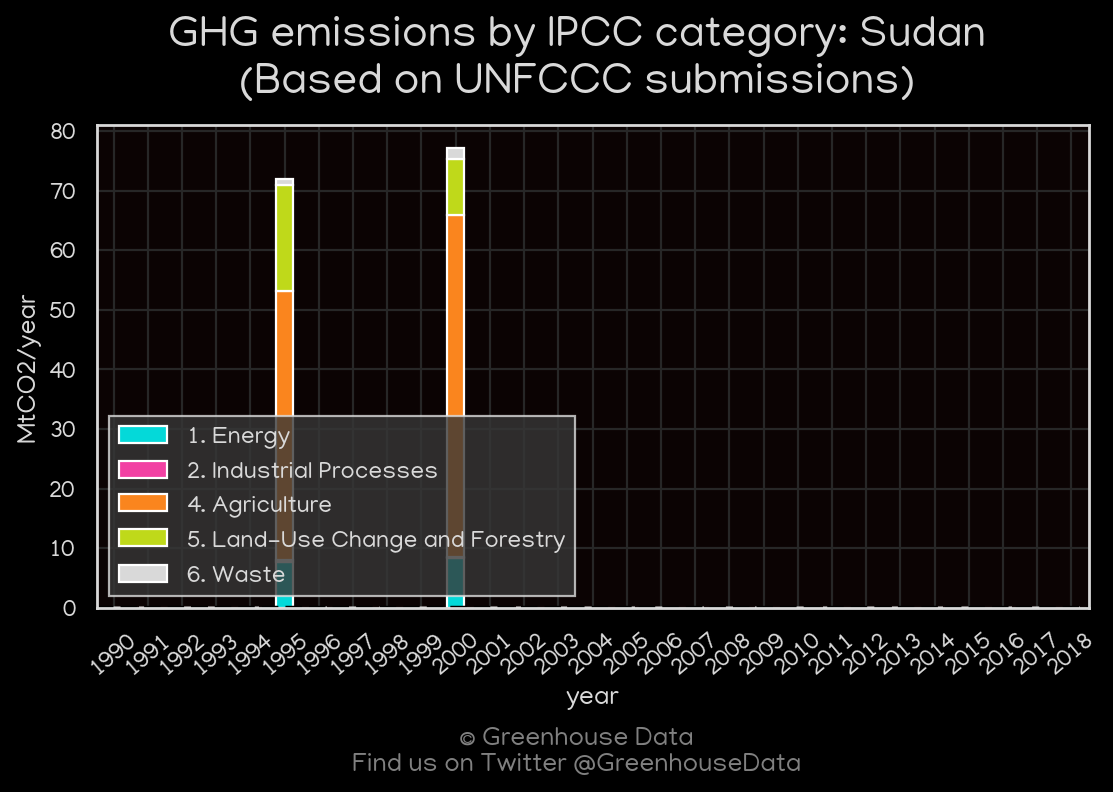 GHG emissions by IPCC category: Sudan
(Based on UNFCCC submissions)
80
70
60
50
40
30
20
10
0
MtCO2/year
1. Energy
2. Industrial Processes
4. Agriculture
5. Land-Use Change and Forestry
6. Waste
1990 1991 1992 1993 1994 1995 1996 1997 1998 1999 2000 2001 2002 2003 2004 2005 2006 2007 2008 2009 2010 2011 2012 2013 2014 2015 2016 2017 2018
year
© Greenhouse Data
Find us on Twitter @GreenhouseData